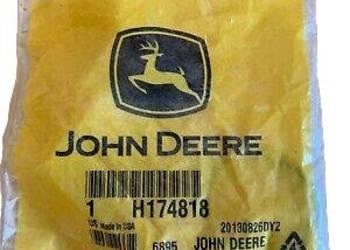 JOHN DEERE
1 H174818
US Made in USA 20130826DY2
6895 JOHN DEERE